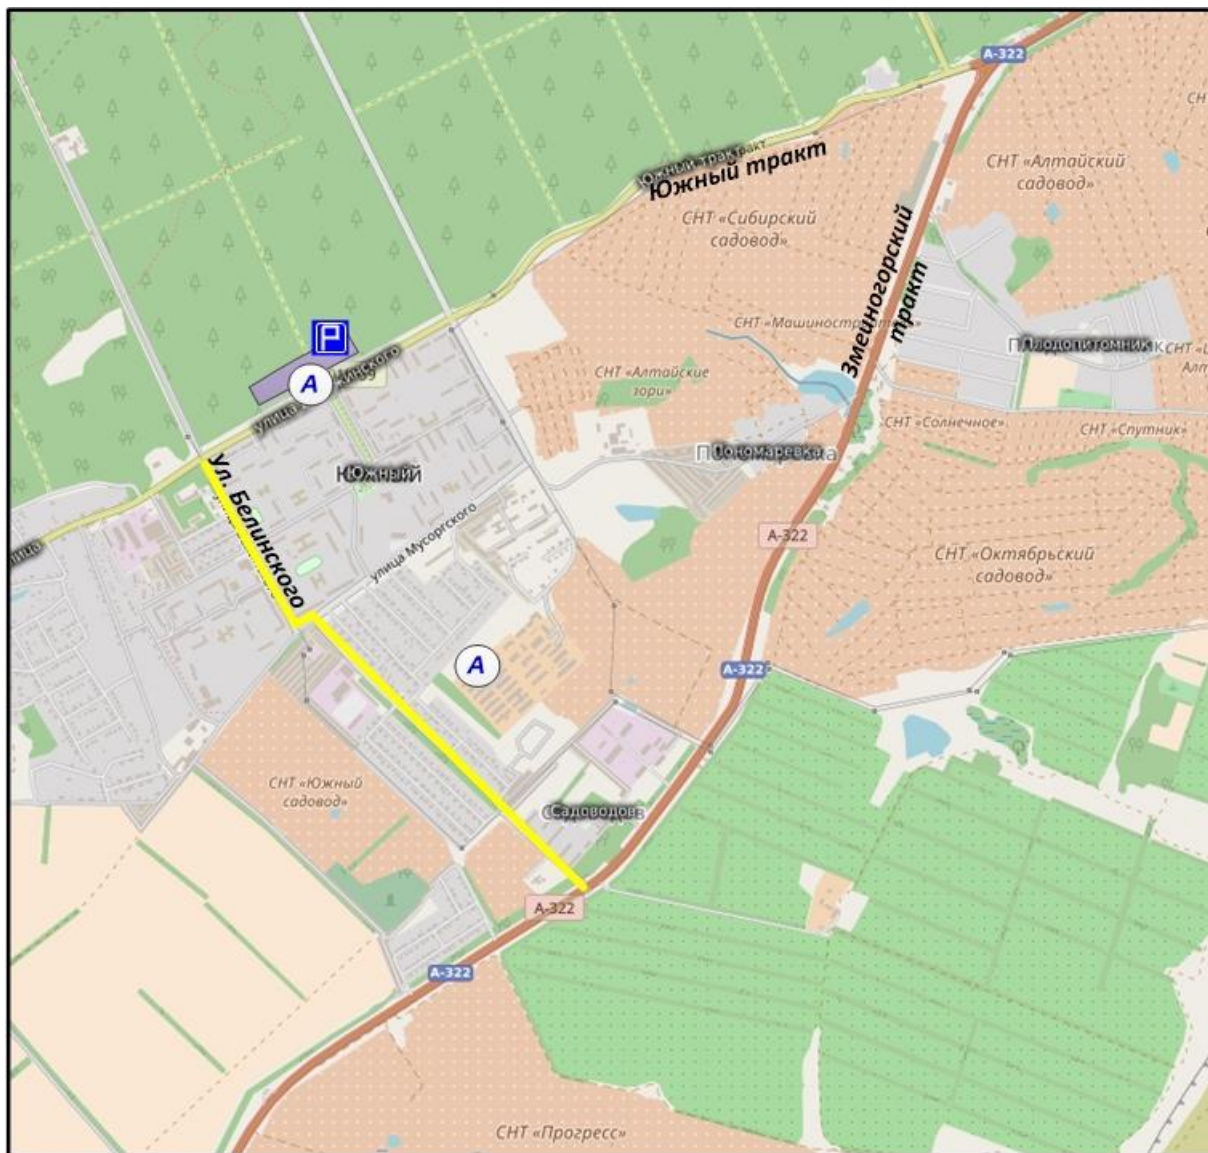 А-322
СНТ «Алтайский
садовод»
Южный тракт
Южный тракт
СНТ «Сибирский
садовод»
Змеиногорский
тракт
P
A
СНТ «Алтайские
зори»
Плодопитомник
СНТ «Солнечное»
СНТ «Спутник»
Пономаревка
Южный
Ул. Белинского
улица Мусоргского
А-322
СНТ «Октябрьский
садовод»
A
А-322
СНТ «Южный
садовод»
Садоводов
А-322
А-322
СНТ «Прогресс»